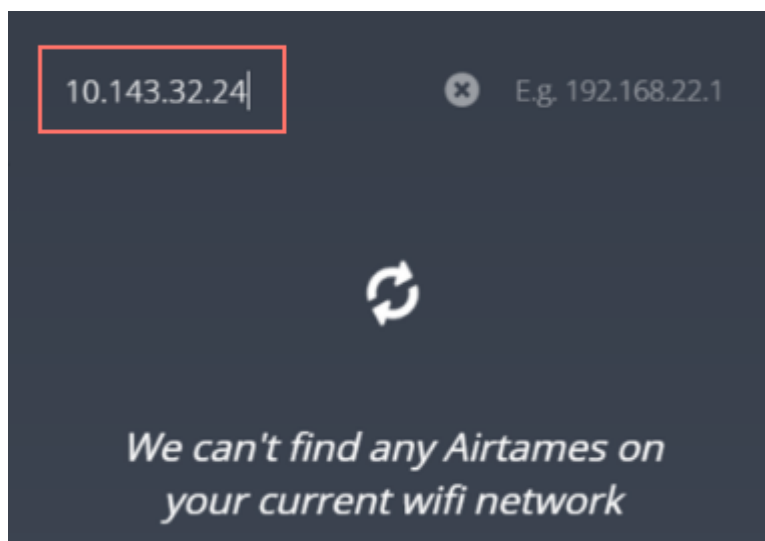 10.143.32.24 E.g. 192.168.22.1
We can't find any Airtames on
your current wifi network